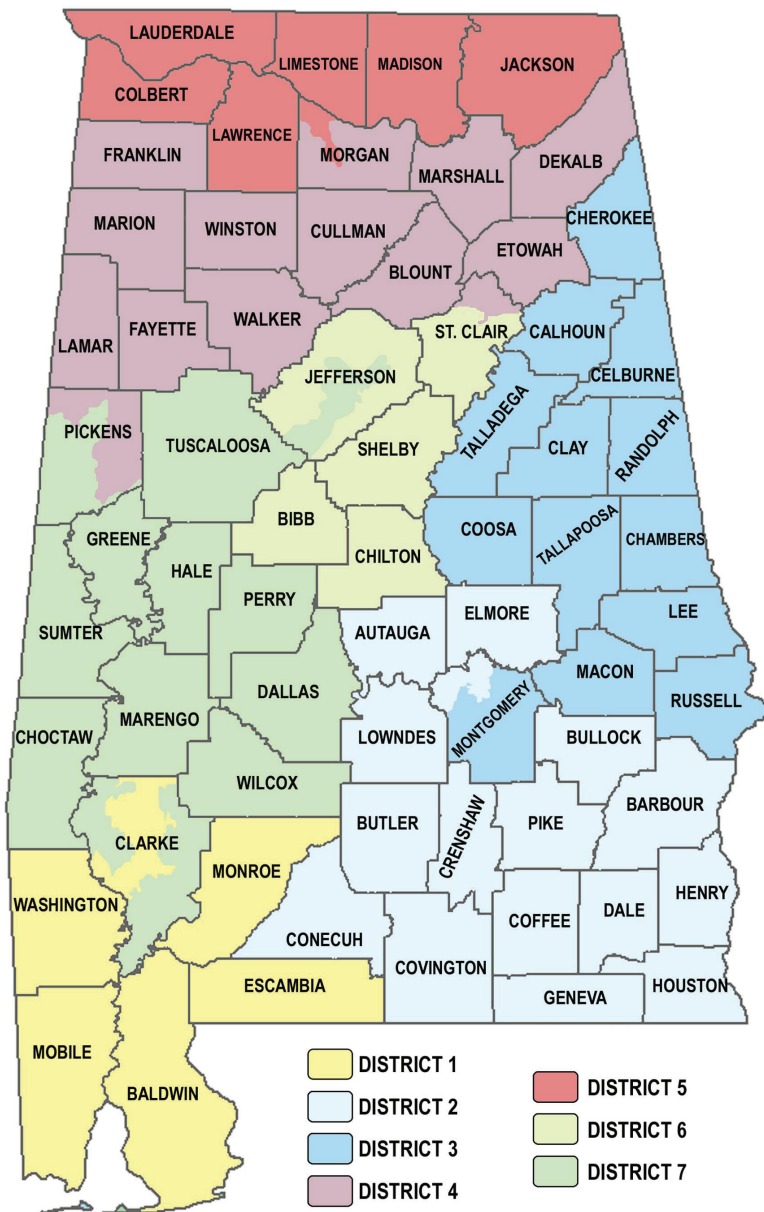 LAUDERDALE
LIMESTONE
MADISON
JACKSON
COLBERT
LAWRENCE
FRANKLIN
MORGAN
MARSHALL
DEKALB
MARION
WINSTON
CULLMAN
CHEROKEE
ETOWAH
BLOUNT
WALKER
FAYETTE
LAMAR
ST. CLAIR
CALHOUN
JEFFERSON
CELBURNE
PICKENS
TUSCALOOSA
SHELBY
TALLADEGA
CLAY
RANDOLPH
BIBB
GREENE
HALE
CHILTON
COOSA
TALLAPOOSA
CHAMBERS
PERRY
SUMTER
AUTAUGA
ELMORE
LEE
DALLAS
MACON
RUSSELL
MARENGO
CHOCTAW
LOWNDES
MONTGOMERY
BULLOCK
WILCOX
BARBOUR
CLARKE
BUTLER
CRENSHAW
PIKE
MONROE
WASHINGTON
HENRY
COFFEE
DALE
CONECUH
COVINGTON
ESCAMBIA
GENEVA
HOUSTON
MOBILE
BALDWIN
DISTRICT 1
DISTRICT 2
DISTRICT 3
DISTRICT 4
DISTRICT 5
DISTRICT 6
DISTRICT 7